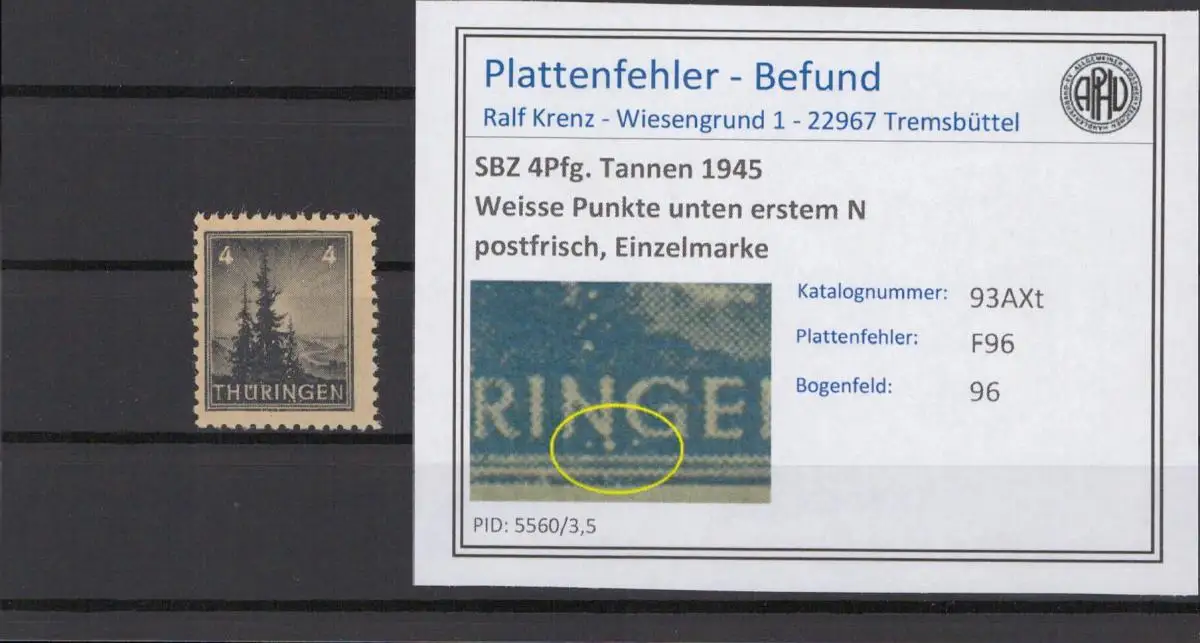 4 4
THÜRINGEN
Plattenfehler - Befund
Ralf Krenz - Wiesengrund 1 - 22967 Tremsbüttel
APHV
SBZ 4Pfg. Tannen 1945
Weisse Punkte unten erstem N
postfrisch, Einzelmarke
Katalognummer: 93AXt
Plattenfehler: F96
Bogenfeld: 96
RINGE
PID: 5560/3,5